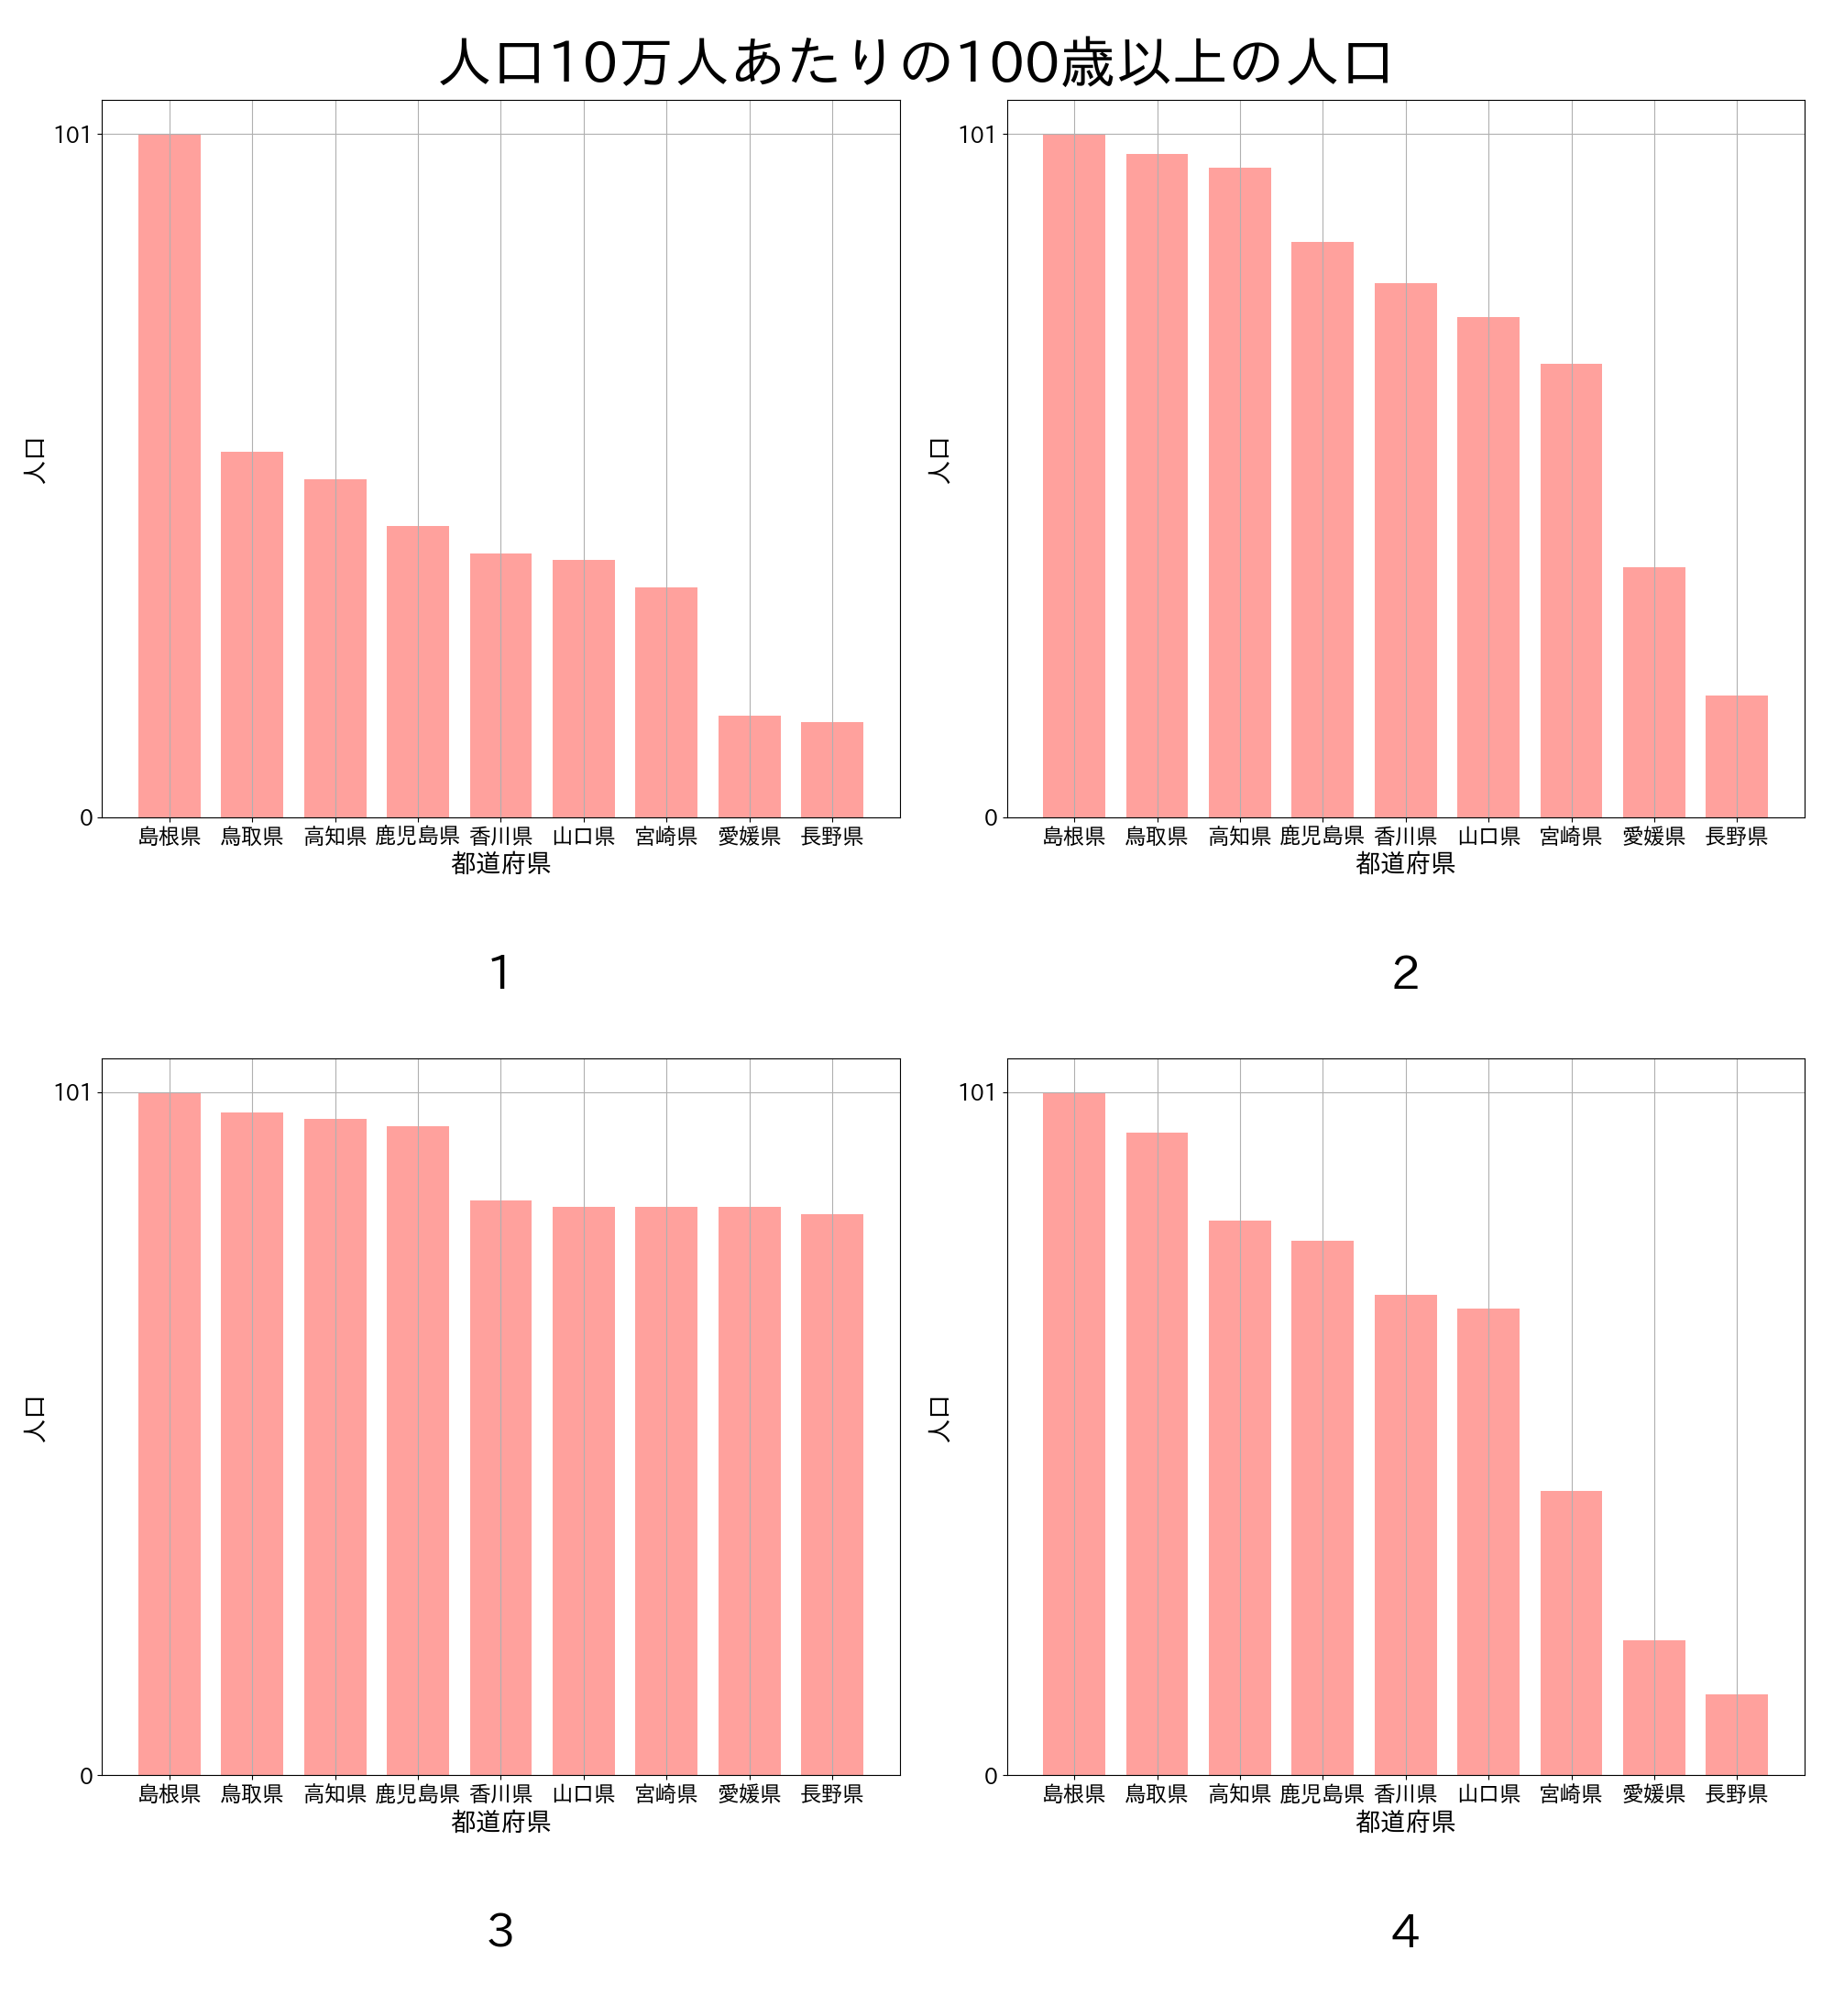 人口10万人あたりの100歳以上の人口
101
人口
0
島根県 鳥取県 高知県 鹿児島県 香川県 山口県 宮崎県 愛媛県 長野県
都道府県
1
101
人口
0
島根県 鳥取県 高知県 鹿児島県 香川県 山口県 宮崎県 愛媛県 長野県
都道府県
2
101
人口
0
島根県 鳥取県 高知県 鹿児島県 香川県 山口県 宮崎県 愛媛県 長野県
都道府県
3
101
人口
0
島根県 鳥取県 高知県 鹿児島県 香川県 山口県 宮崎県 愛媛県 長野県
都道府県
4